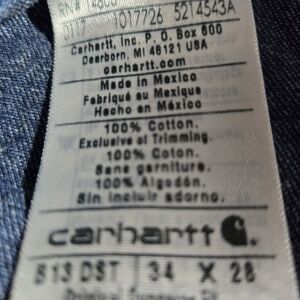 0117 1017726 5214543A
Carhartt, Inc. P.O. Box 600
Dearborn, MI 48121 USA
carhartt.com
Made in Mexico
Fabriqué au Mexique
Hecho en México
100% Cotton.
Exclusive of Trimming.
100% Coton.
Sans garniture.
100% Algodón.
Sin incluir adorno.
carhartt
B13 DST 34 X 28